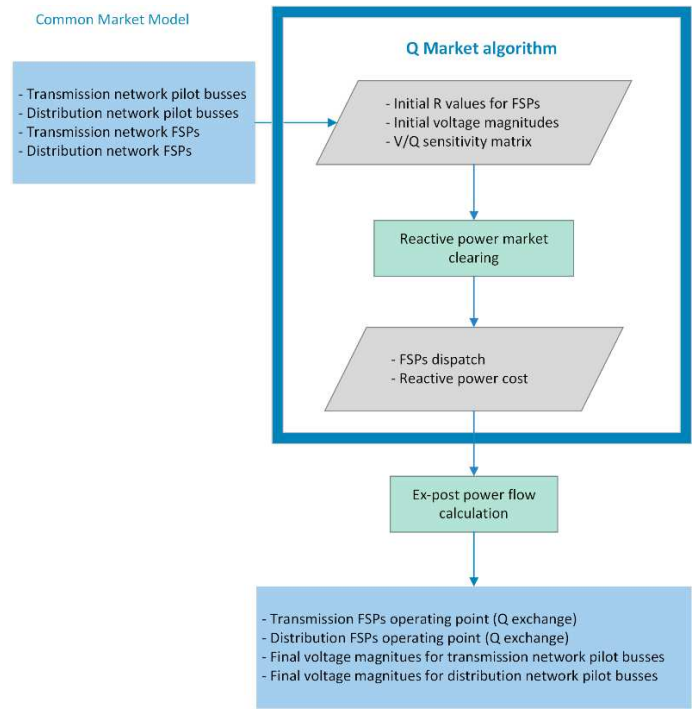 Common Market Model
Q Market algorithm
- Transmission network pilot busses
- Distribution network pilot busses
- Transmission network FSPs
- Distribution network FSPs
- Initial R values for FSPs
- Initial voltage magnitudes
- V/Q sensitivity matrix
Reactive power market
clearing
- FSPs dispatch
- Reactive power cost
Ex-post power flow
calculation
- Transmission FSPs operating point (Q exchange)
- Distribution FSPs operating point (Q exchange)
- Final voltage magnitues for transmission network pilot busses
- Final voltage magnitues for distribution network pilot busses